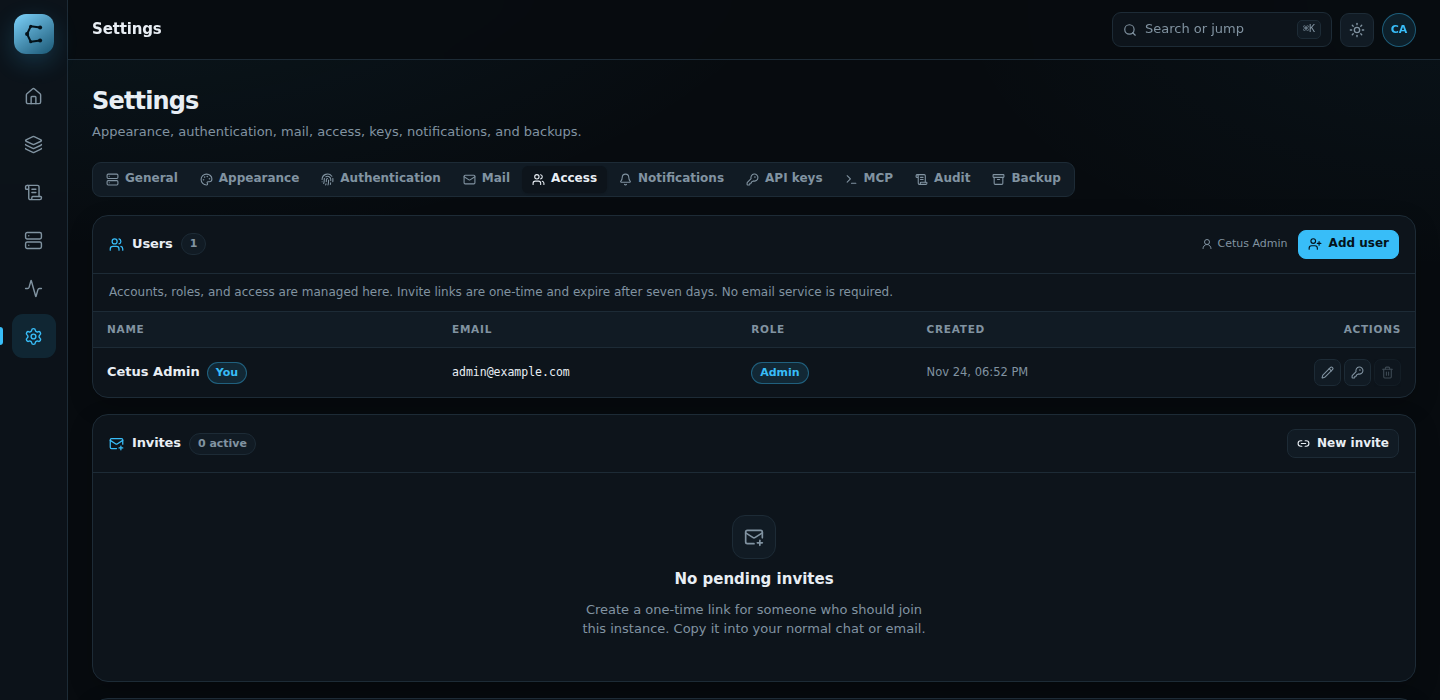 Settings
Search or jump
⌘K
CA
Settings
Appearance, authentication, mail, access, keys, notifications, and backups.
General
Appearance
Authentication
Mail
Access
Notifications
API keys
MCP
Audit
Backup
Users
1
Cetus Admin
Add user
Accounts, roles, and access are managed here. Invite links are one-time and expire after seven days. No email service is required.
NAME
EMAIL
ROLE
CREATED
ACTIONS
Cetus Admin
You
admin@example.com
Admin
Nov 24, 06:52 PM
Invites
0 active
New invite
No pending invites
Create a one-time link for someone who should join
this instance. Copy it into your normal chat or email.